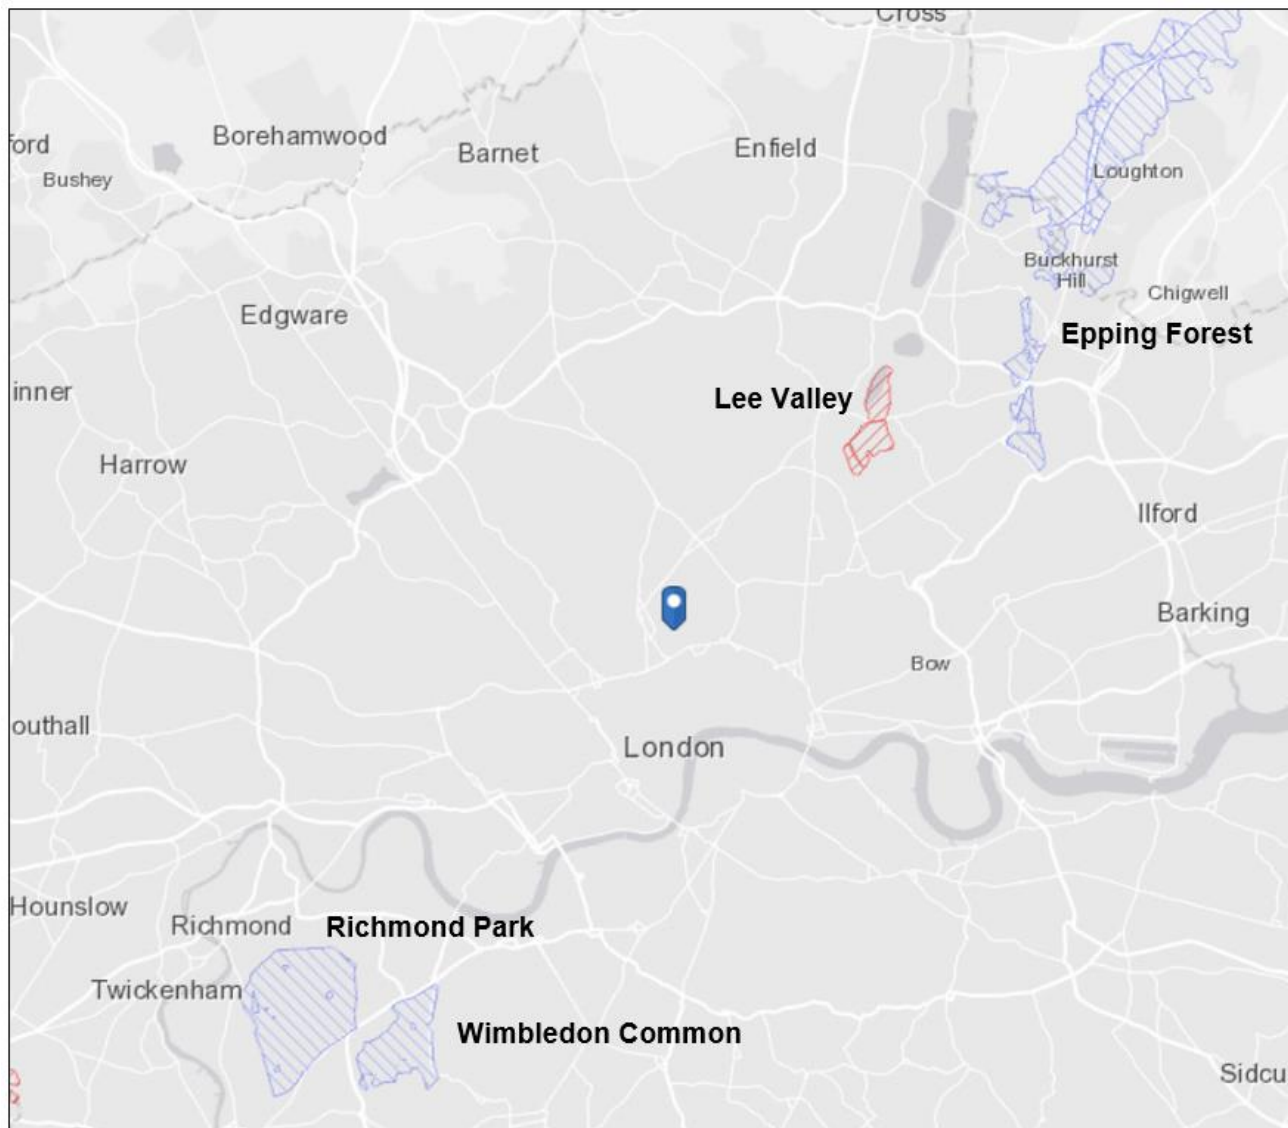 Cross
ford
Borehamwood
Barnet
Enfield
Bushey
Loughton
Buckhurst
Hill
Chigwell
Edgware
Epping Forest
inner
Lee Valley
Harrow
Ilford
Barking
Bow
outhall
London
Hounslow
Richmond
Richmond Park
Twickenham
Wimbledon Common
Sidcu